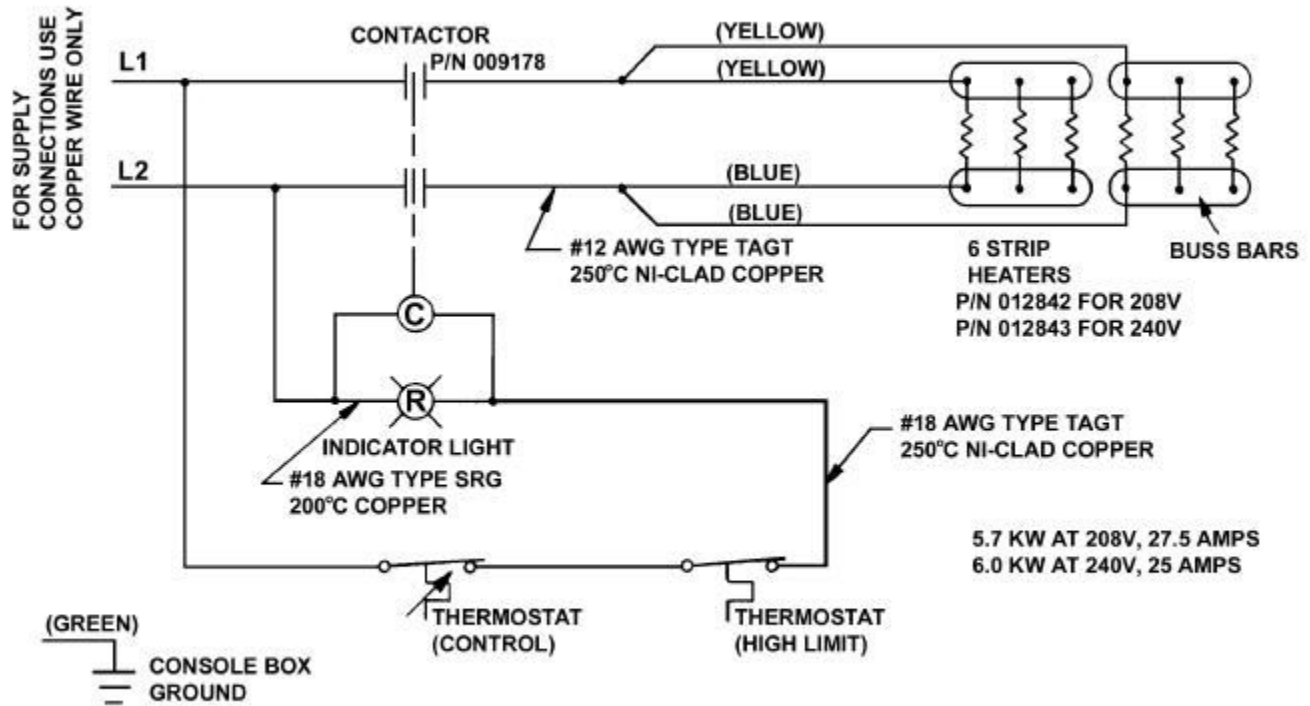 FOR SUPPLY
CONNECTIONS USE
COPPER WIRE ONLY
L1
CONTACTOR
P/N 009178
(YELLOW)
(YELLOW)
L2
(BLUE)
(BLUE)
#12 AWG TYPE TAGT
250°C NI-CLAD COPPER
6 STRIP
HEATERS
P/N 012842 FOR 208V
P/N 012843 FOR 240V
BUSS BARS
C
R
INDICATOR LIGHT
#18 AWG TYPE SRG
200°C COPPER
#18 AWG TYPE TAGT
250°C NI-CLAD COPPER
5.7 KW AT 208V, 27.5 AMPS
6.0 KW AT 240V, 25 AMPS
THERMOSTAT
(CONTROL)
THERMOSTAT
(HIGH LIMIT)
(GREEN)
CONSOLE BOX
GROUND